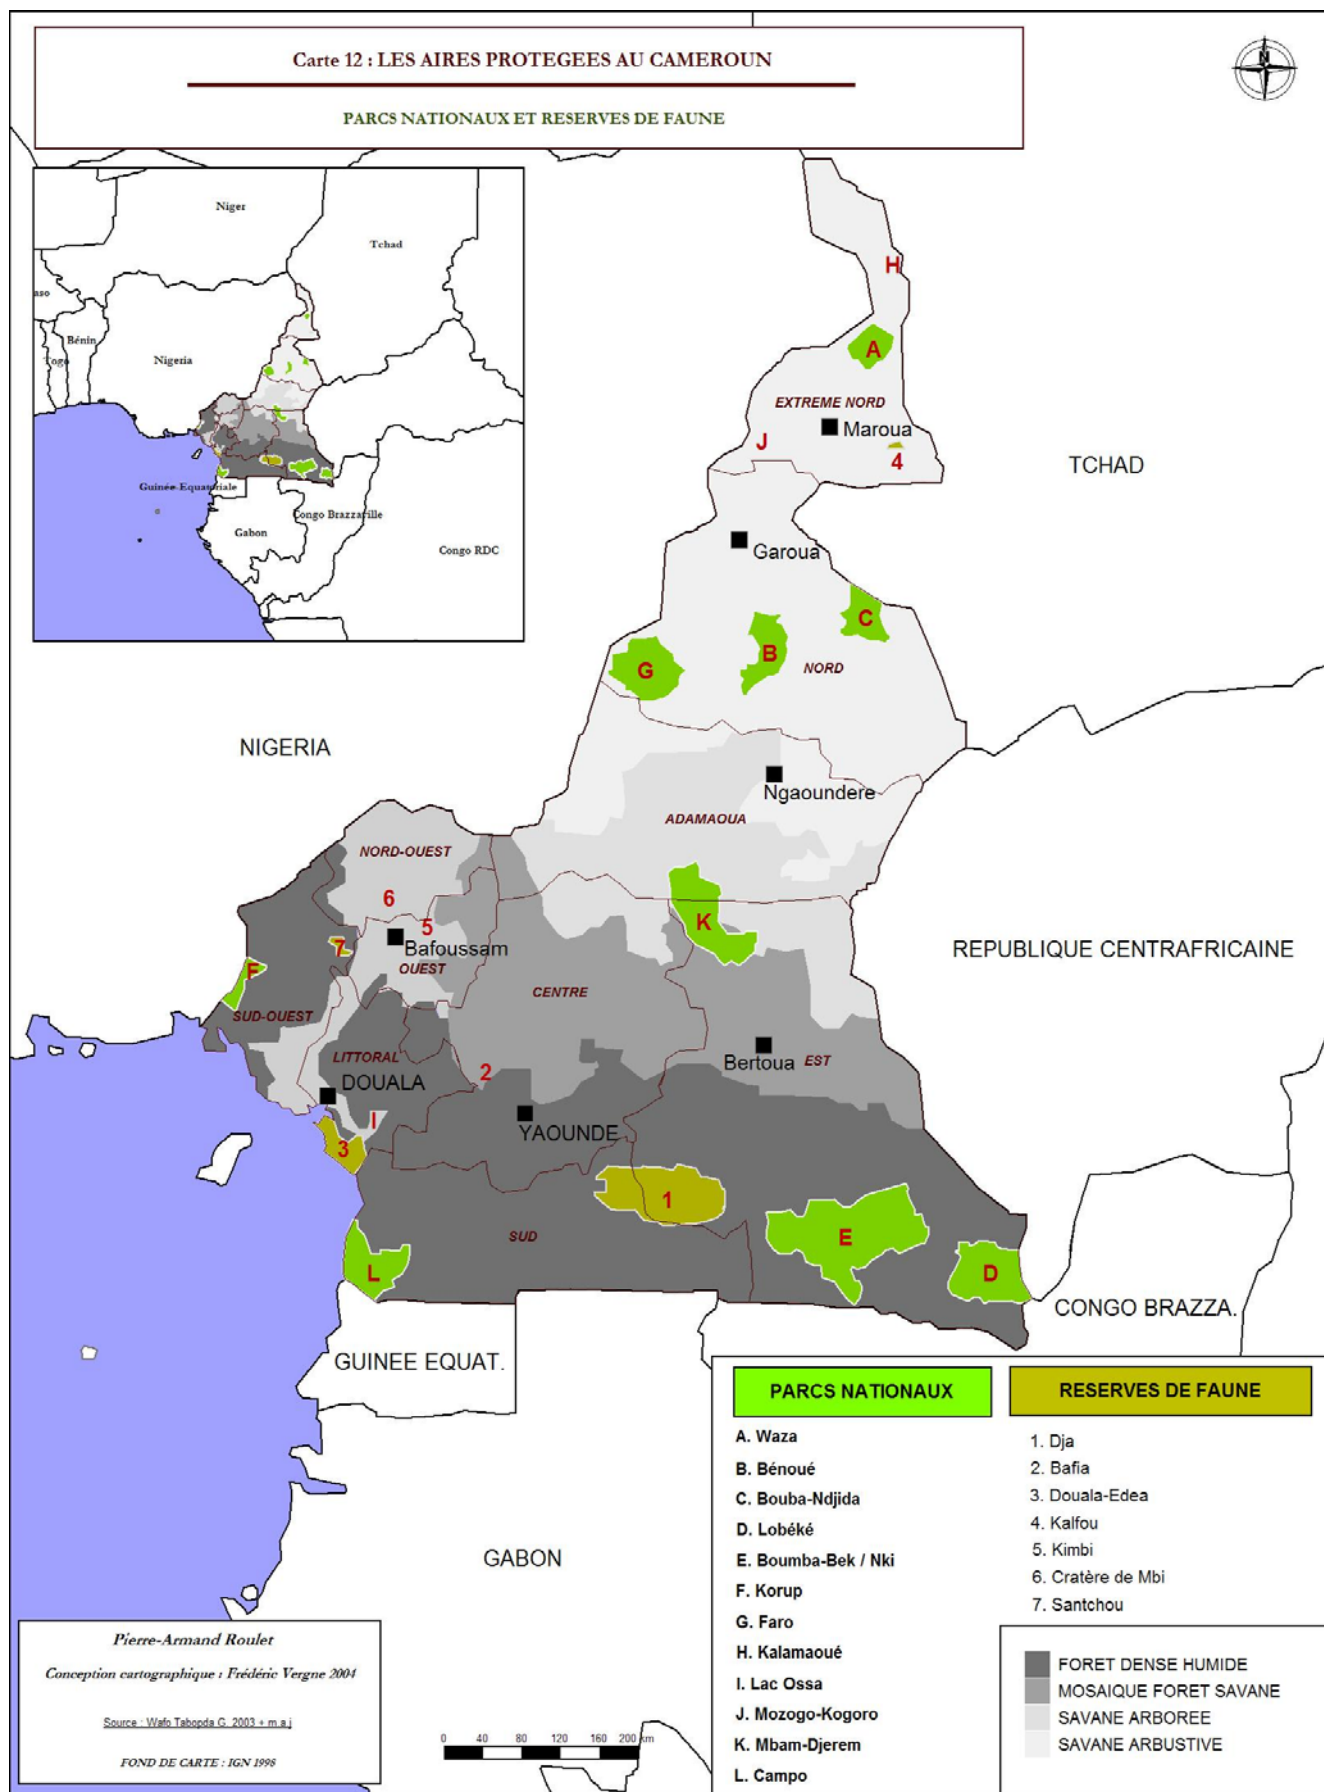 Carte 12 : LES AIRES PROTEGEES AU CAMEROUN
PARCS NATIONAUX ET RESERVES DE FAUNE
N
Niger
Tchad
aso
Bénin
Togo
Nigeria
Guinée Equatoriale
Congo Brazzaville
Gabon
Congo RDC
H
A
EXTREME NORD
Maroua
J
4
TCHAD
Garoua
C
B
G
NORD
NIGERIA
Ngaoundere
ADAMAOUA
NORD-OUEST
6
5
K
7
Bafoussam
OUEST
REPUBLIQUE CENTRAFRICAINE
F
CENTRE
SUD-OUEST
LITTORAL
Bertoua
EST
2
DOUALA
I
YAOUNDE
3
1
SUD
E
L
D
CONGO BRAZZA.
GUINEE EQUAT.
GABON
PARCS NATIONAUX
A. Waza
B. Bénoué
C. Bouba-Ndjida
D. Lobéké
E. Boumba-Bek / Nki
F. Korup
G. Faro
H. Kalamaoué
I. Lac Ossa
J. Mozogo-Kogoro
K. Mbam-Djerem
L. Campo
RESERVES DE FAUNE
1. Dja
2. Bafia
3. Douala-Edea
4. Kalfou
5. Kimbi
6. Cratère de Mbi
7. Santchou
FORET DENSE HUMIDE
MOSAIQUE FORET SAVANE
SAVANE ARBOREE
SAVANE ARBUSTIVE
Pierre-Armand Roulet
Conception cartographique : Frédéric Vergne 2004
Source : Wafo Tabopda G. 2003 + m.a.j
FOND DE CARTE : IGN 1998
0 40 80 120 160 200 km